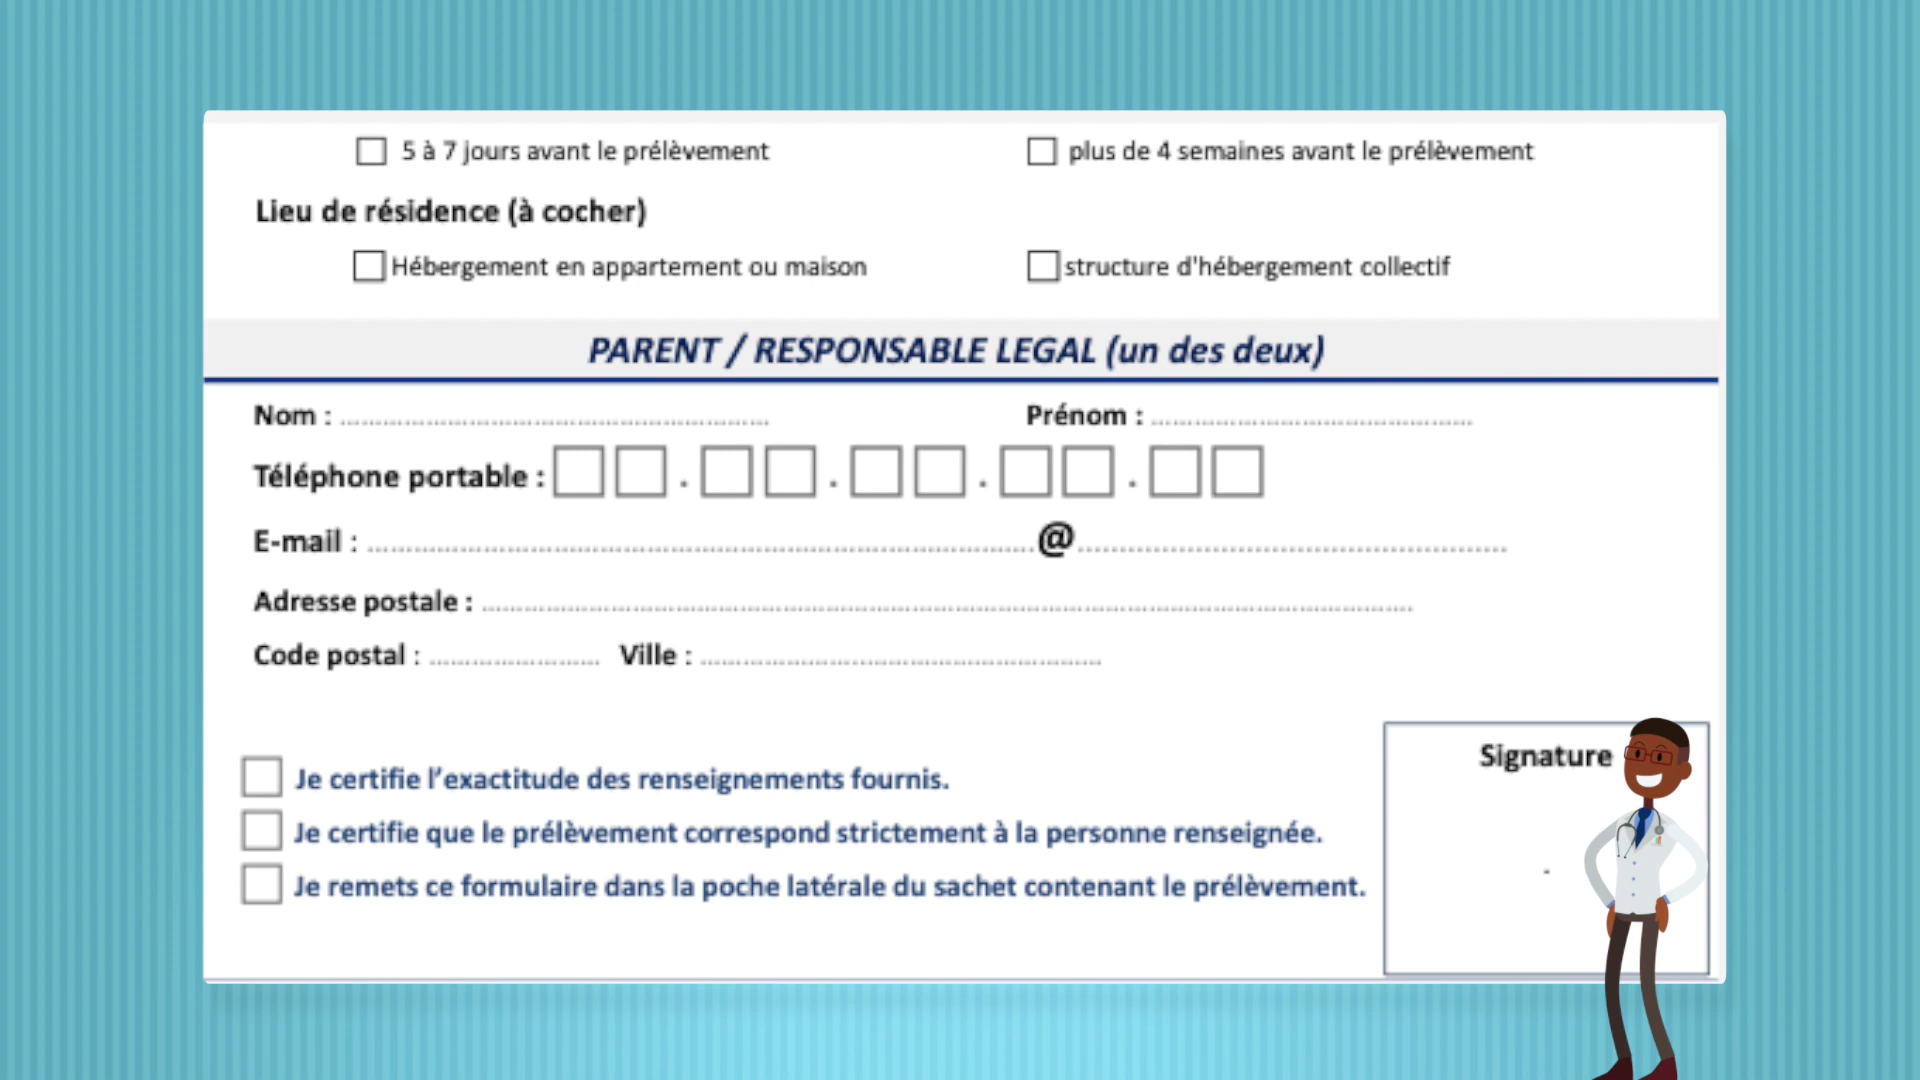 5 à 7 jours avant le prélèvement plus de 4 semaines avant le prélèvement
Lieu de résidence (à cocher)
Hébergement en appartement ou maison structure d'hébergement collectif
PARENT / RESPONSABLE LEGAL (un des deux)
Nom : ............................................................ Prénom : .............................................
Téléphone portable : . . . .
E-mail : .............................................................................................@............................................................
Adresse postale : ..................................................................................................................................
Code postal : ........................ Ville : ........................................................
Signature
Je certifie l'exactitude des renseignements fournis.
Je certifie que le prélèvement correspond strictement à la personne renseignée.
Je remets ce formulaire dans la poche latérale du sachet contenant le prélèvement.